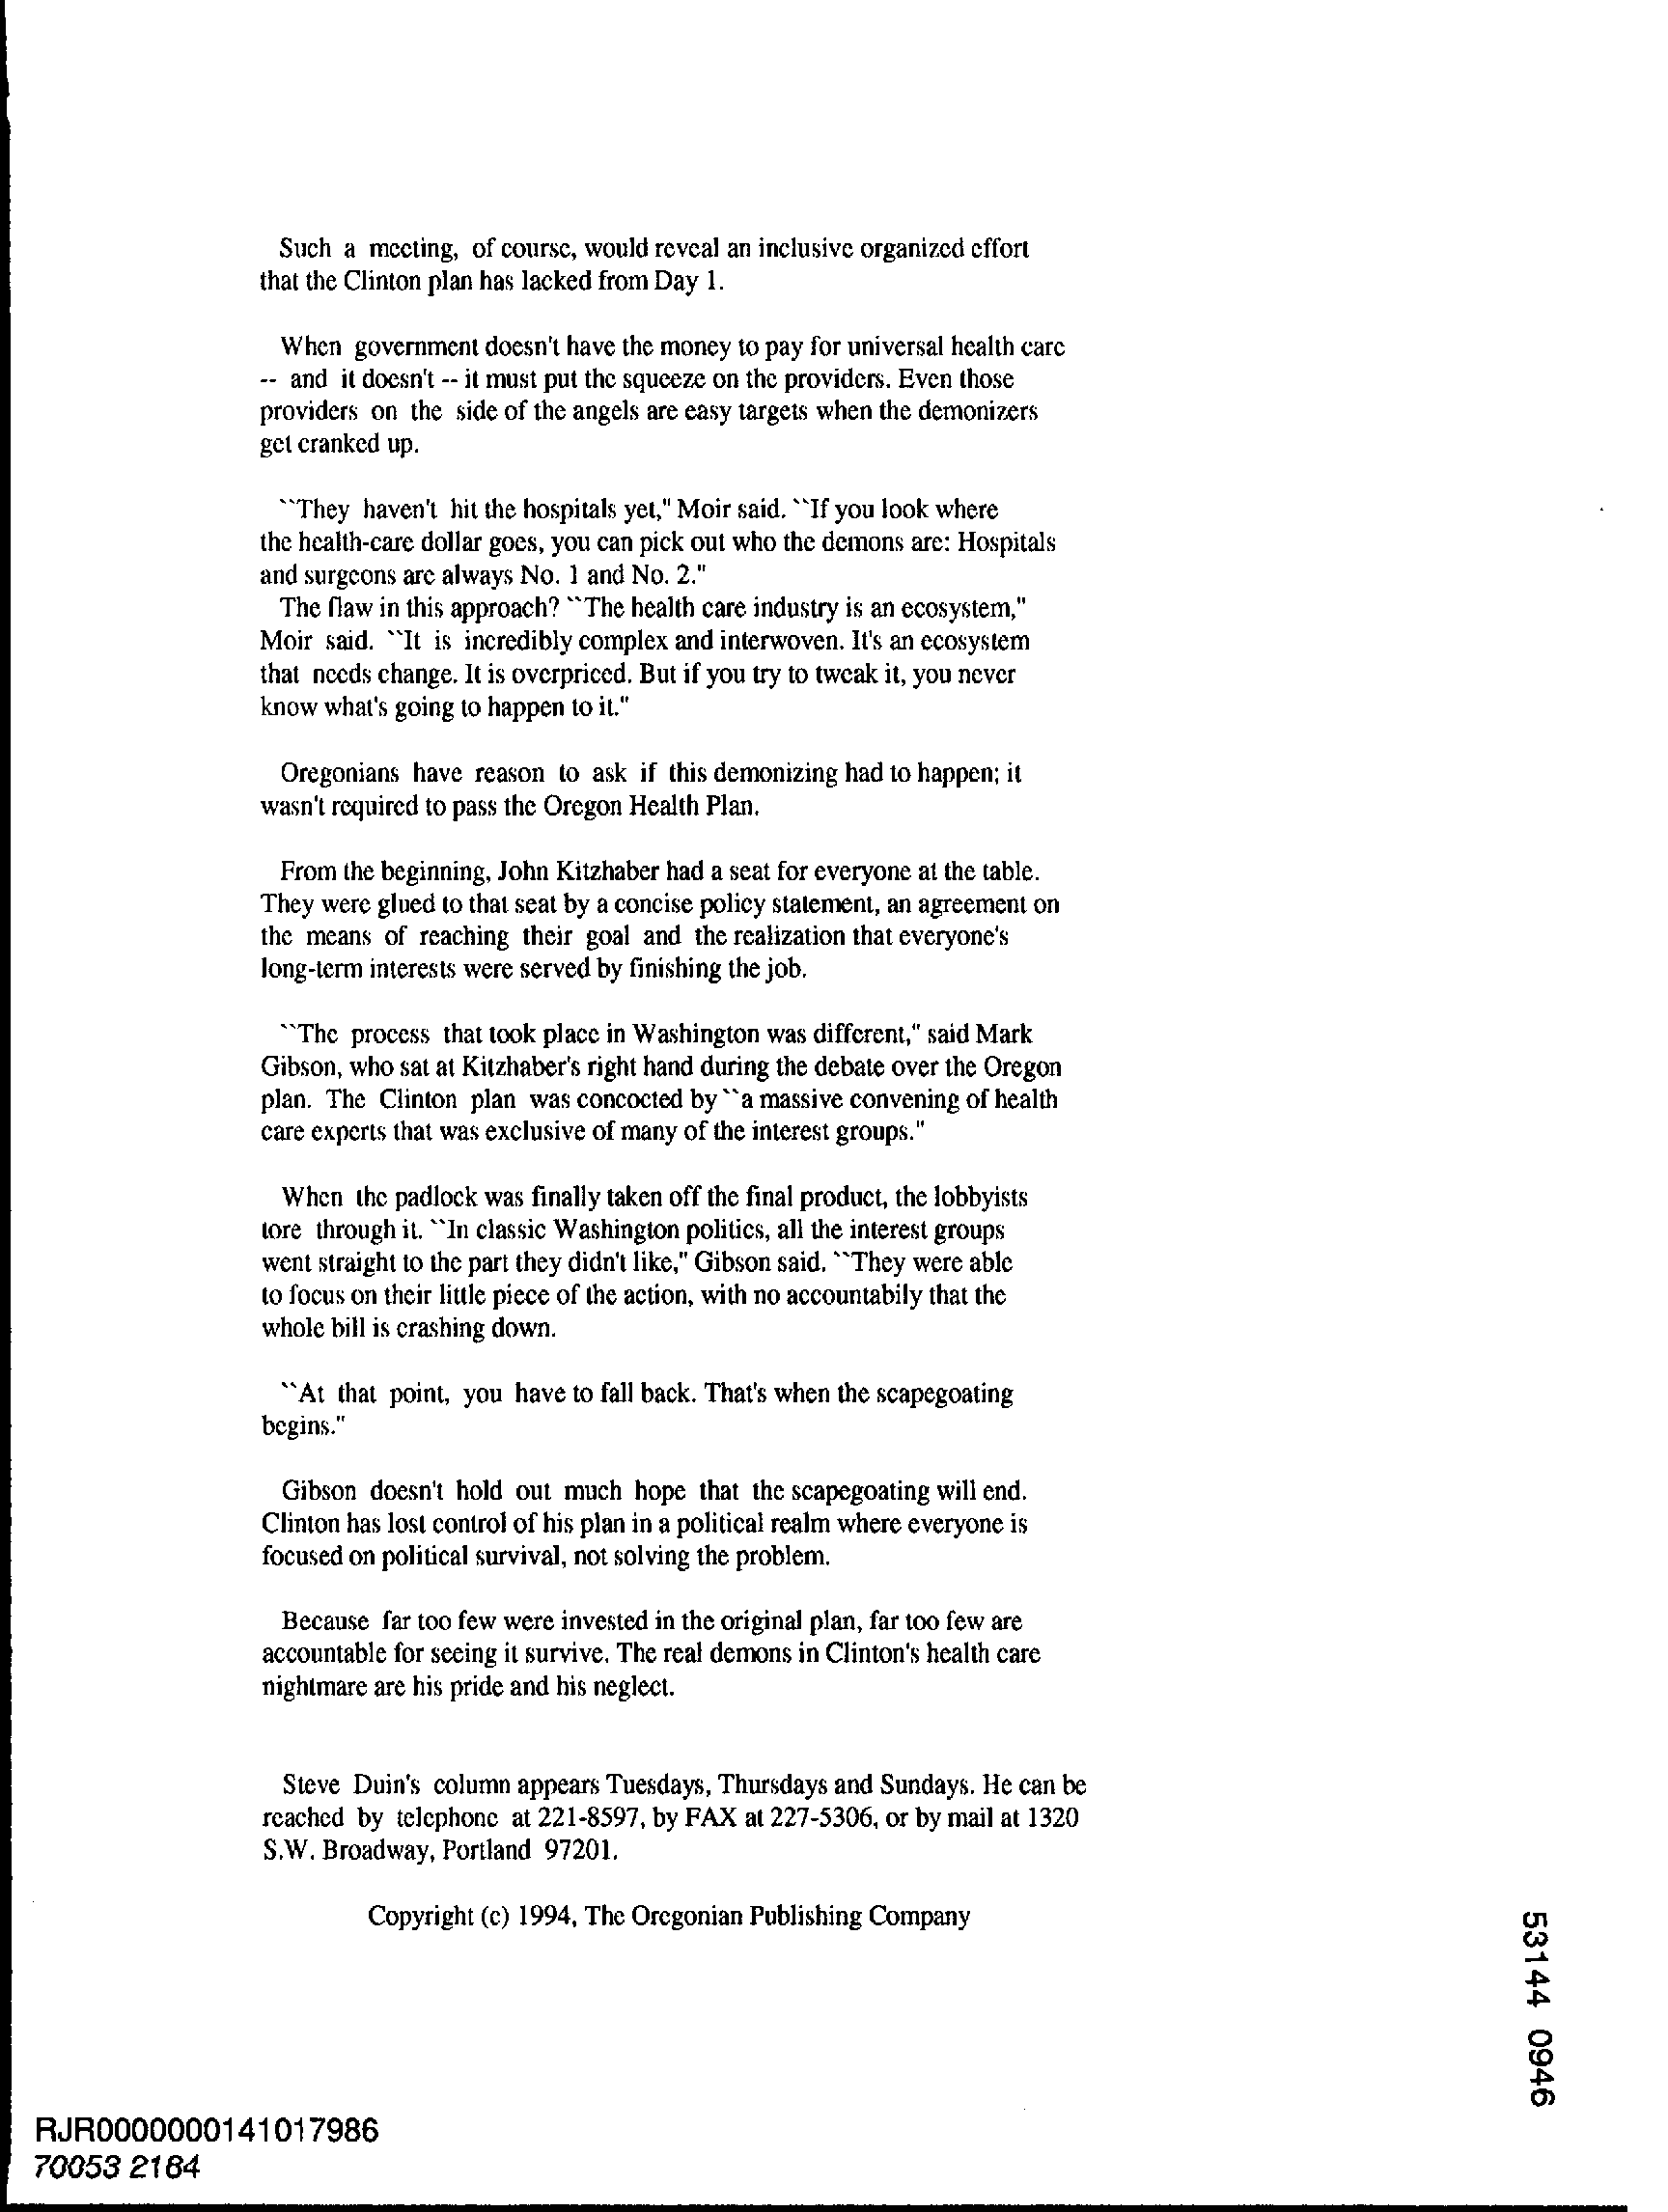 Such a meeting, of course, would reveal an inclusive organized effort
that the Clinton plan has lacked from Day 1.
When government doesn't have the money to pay for universal health care
-- and it doesn't -- it must put the squeeze on the providers. Even those
providers on the side of the angels are easy targets when the demonizers
get cranked up.
``They haven't hit the hospitals yet," Moir said. ``If you look where
the health-care dollar goes, you can pick out who the demons are: Hospitals
and surgeons are always No. 1 and No. 2."
The flaw in this approach? ``The health care industry is an ecosystem,"
Moir said. ``It is incredibly complex and interwoven. It's an ecosystem
that needs change. It is overpriced. But if you try to tweak it, you never
know what's going to happen to it."
Oregonians have reason to ask if this demonizing had to happen; it
wasn't required to pass the Oregon Health Plan.
From the beginning, John Kitzhaber had a seat for everyone at the table.
They were glued to that seat by a concise policy statement, an agreement on
the means of reaching their goal and the realization that everyone's
long-term interests were served by finishing the job.
``The process that took place in Washington was different," said Mark
Gibson, who sat at Kitzhaber's right hand during the debate over the Oregon
plan. The Clinton plan was concocted by ``a massive convening of health
care experts that was exclusive of many of the interest groups."
When the padlock was finally taken off the final product, the lobbyists
tore through it. ``In classic Washington politics, all the interest groups
went straight to the part they didn't like," Gibson said. ``They were able
to focus on their little piece of the action, with no accountabily that the
whole bill is crashing down.
``At that point, you have to fall back. That's when the scapegoating
begins."
Gibson doesn't hold out much hope that the scapegoating will end.
Clinton has lost control of his plan in a political realm where everyone is
focused on political survival, not solving the problem.
Because far too few were invested in the original plan, far too few are
accountable for seeing it survive. The real demons in Clinton's health care
nightmare are his pride and his neglect.
Steve Duin's column appears Tuesdays, Thursdays and Sundays. He can be
reached by telephone at 221-8597, by FAX at 227-5306, or by mail at 1320
S.W. Broadway, Portland 97201.
Copyright (c) 1994, The Oregonian Publishing Company
53144 0946
RJR0000000141017986
70053 2184